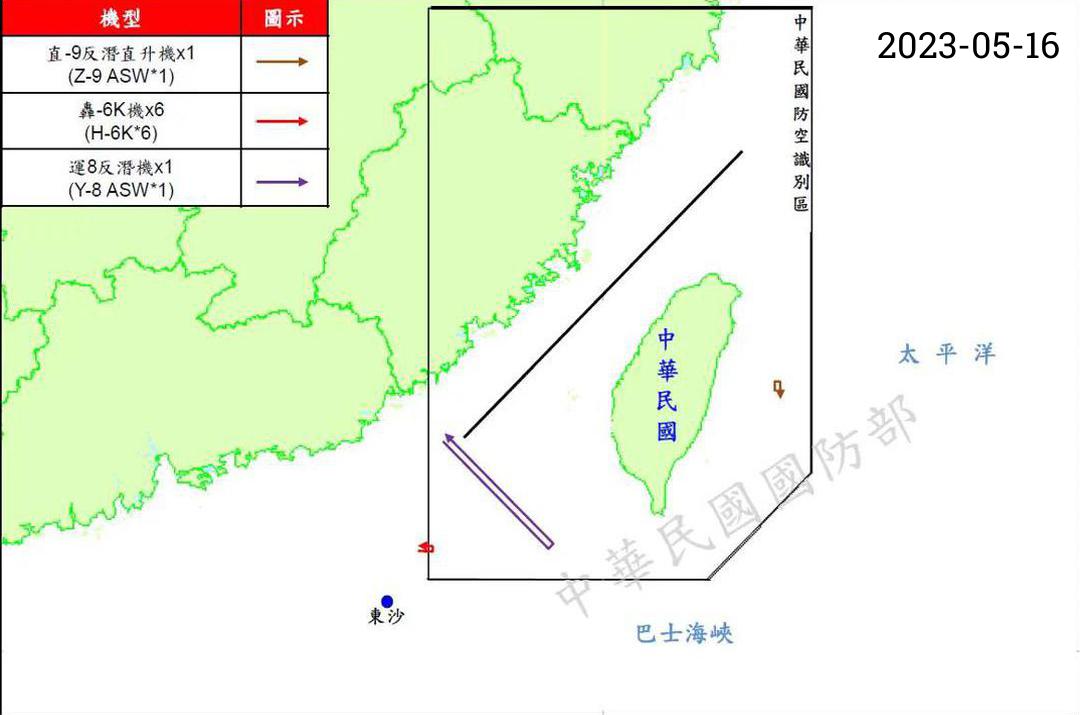 機型
圖示
直-9反潛直升機x1
(Z-9 ASW*1)
轟-6K機x6
(H-6K*6)
運8反潛機x1
(Y-8 ASW*1)
中華民國防空識別區
2023-05-16
中華民國
太平洋
中華民國國防部
東沙
巴士海峽